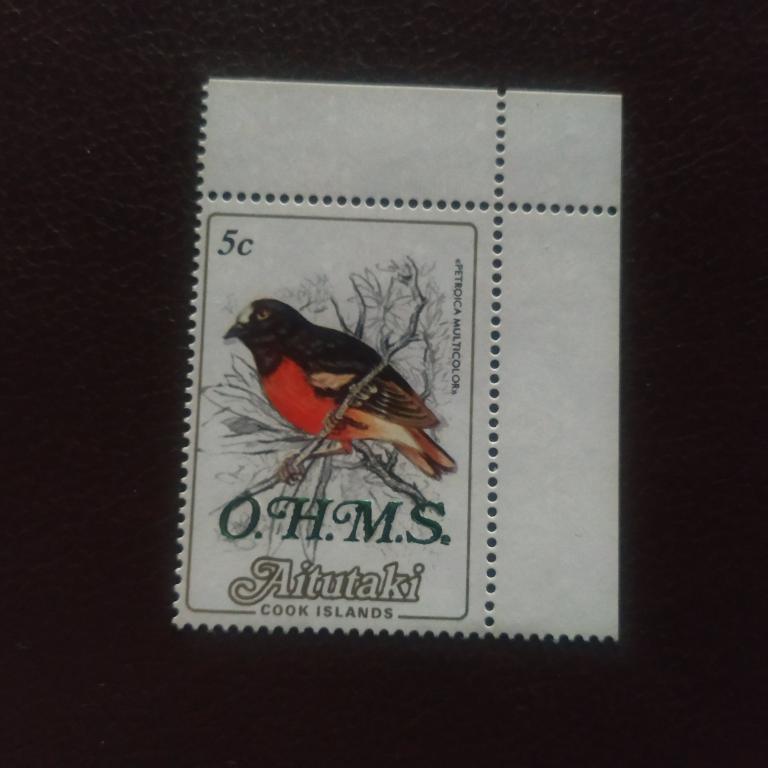 5c
«PETROICA MULTICOLOR»
O.H.M.S.
Aitutaki
COOK ISLANDS